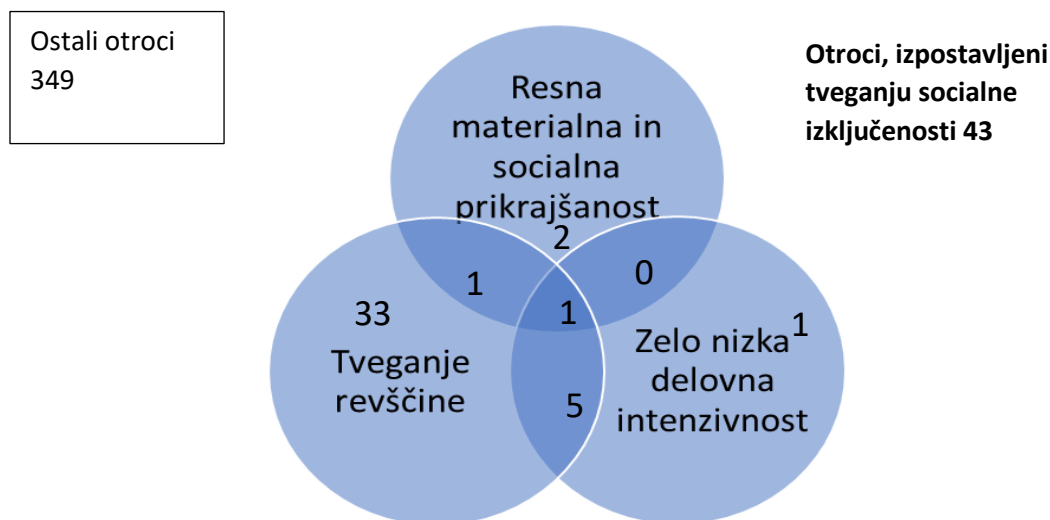 Ostali otroci
349
Otroci, izpostavljeni
tveganju socialne
izključenosti 43
Resna
materialna in
socialna
prikrajšanost
2
1
0
1
33
Tveganje
revščine
5
Zelo nizka
delovna
intenzivnost
1